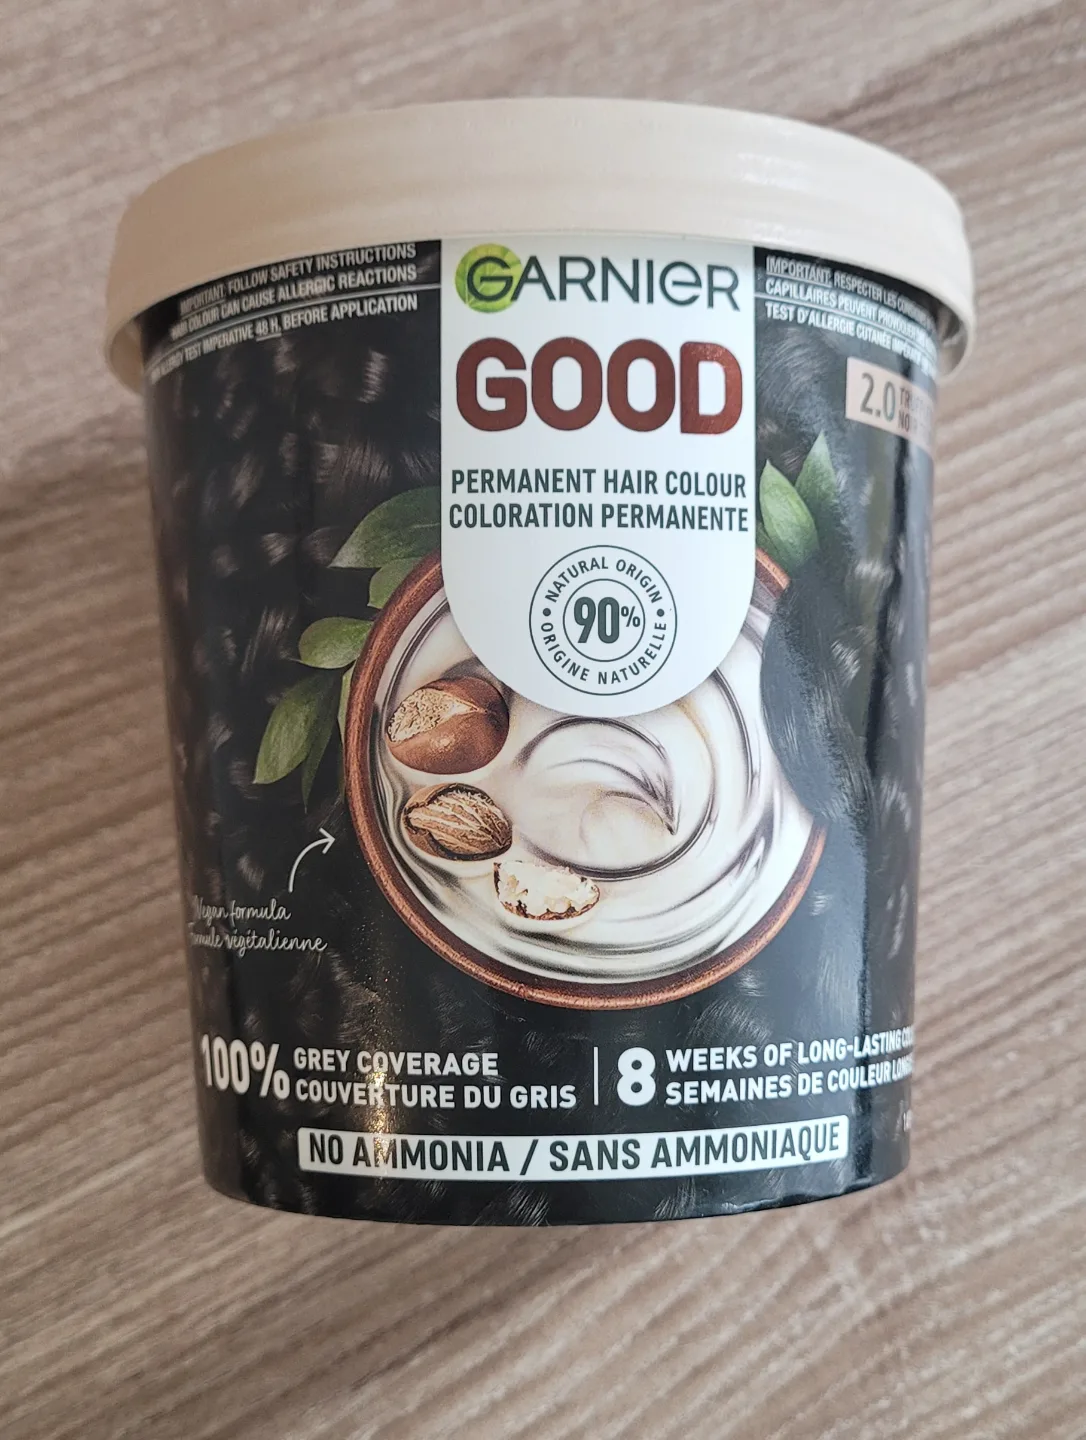 IMPORTANT: FOLLOW SAFETY INSTRUCTIONS
HAIR COLOUR CAN CAUSE ALLERGIC REACTIONS
ALLERGY TEST IMPERATIVE 48 H. BEFORE APPLICATION
GARNIER
GOOD
PERMANENT HAIR COLOUR
COLORATION PERMANENTE
NATURAL ORIGIN
90%
ORIGINE NATURELLE
IMPORTANT: RESPECTER LES
CAPILLAIRES PEUVENT
TEST D'ALLERGIE CUTANÉE
2.0
Vegan formula
Formule végétalienne
100% GREY COVERAGE
COUVERTURE DU GRIS
8 WEEKS OF LONG-LASTING
SEMAINES DE COULEUR
NO AMMONIA / SANS AMMONIAQUE